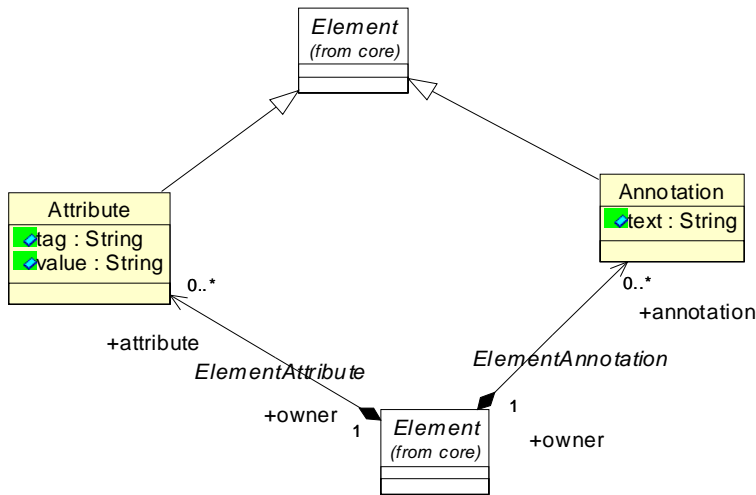 Element
(from core)
Attribute
tag : String
value : String
Annotation
text : String
0..*
+attribute
ElementAttribute
+owner
1
0..*
+annotation
ElementAnnotation
1
+owner
Element
(from core)